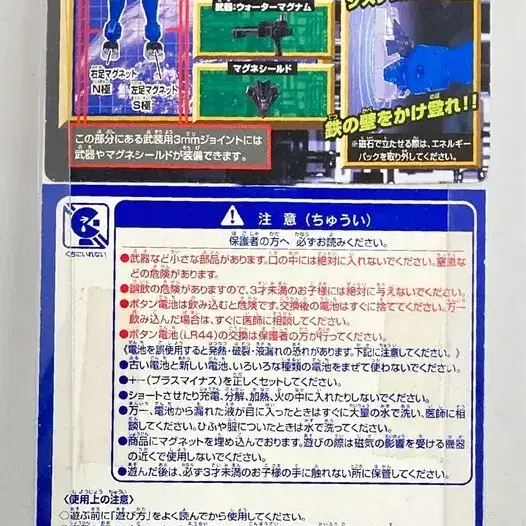 武器:ウォーターマグナム
マグネシールド
右足マグネット
N極
左足マグネット
S極
この部分にある武装用3mmジョイントには
武器やマグネシールドが装備できます。
鉄の壁をかけ登れ!!
※磁石で立たせる際は、エネルギー
パックを取り外してください。
くちにいれない
注意(ちゅうい)
保護者の方へ 必ずお読みください。
●武器など小さな部品があります。口の中には絶対に入れないでください。窒息な
どの危険があります。
●誤飲の危険がありますので、3才未満のお子様には絶対に与えないでください。
●ボタン電池は飲み込むと危険です。交換後の電池はすぐに捨ててください。万一
飲み込んだ場合は、すぐに医師に相談してください。
●ボタン電池(LR44)の交換は保護者の方が行ってください。
《電池を誤使用すると発熱・破裂・液漏れの恐れがあります。下記に注意してください。》
●古い電池と新しい電池、いろいろな種類の電池をまぜて使わないでください。
●+-(プラスマイナス)を正しくセットしてください。
●ショートさせたり充電、分解、加熱、火の中に入れたりしないでください。
●万一、電池から漏れた液が目に入ったときはすぐに大量の水で洗い、医師に相
談してください。ひふや服についたときは水で洗ってください。
●商品にマグネットを埋め込んでおります。遊びの際は磁気の影響を受ける機器
の近くで使用しないでください。
●遊んだ後は、必ず3才未満のお子様の手に触れない所に保管してください。
〈使用上の注意〉
○遊ぶ前に「遊び方」をよく読んでから使用してください。